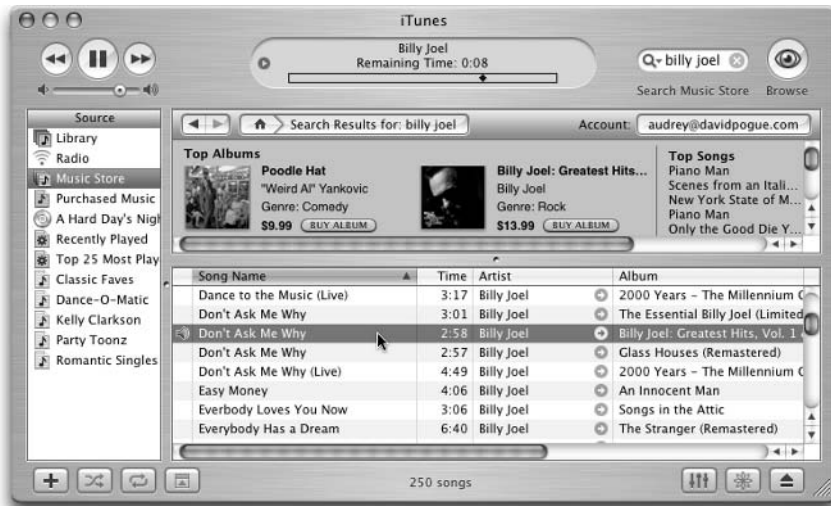 iTunes
Billy Joel
Remaining Time: 0:08
billy joel
Search Music Store Browse
Source
Library
Radio
Music Store
Purchased Music
A Hard Day's Nigh
Recently Played
Top 25 Most Play
Classic Faves
Dance-O-Matic
Kelly Clarkson
Party Toonz
Romantic Singles
Search Results for: billy joel
Account: audrey@davidpogue.com
Top Albums
Poodle Hat
"Weird Al" Yankovic
Genre: Comedy
$9.99 BUY ALBUM
Billy Joel: Greatest Hits...
Billy Joel
Genre: Rock
$13.99 BUY ALBUM
Top Songs
Piano Man
Scenes from an Itali...
New York State of M...
Piano Man
Only the Good Die Y...
Song Name Time Artist Album
Dance to the Music (Live) 3:17 Billy Joel 2000 Years – The Millennium C
Don't Ask Me Why 3:01 Billy Joel The Essential Billy Joel (Limited
Don't Ask Me Why 2:58 Billy Joel Billy Joel: Greatest Hits, Vol. 1
Don't Ask Me Why 2:57 Billy Joel Glass Houses (Remastered)
Don't Ask Me Why (Live) 4:49 Billy Joel 2000 Years – The Millennium C
Easy Money 4:06 Billy Joel An Innocent Man
Everbody Loves You Now 3:06 Billy Joel Songs in the Attic
Everybody Has a Dream 6:40 Billy Joel The Stranger (Remastered)
250 songs